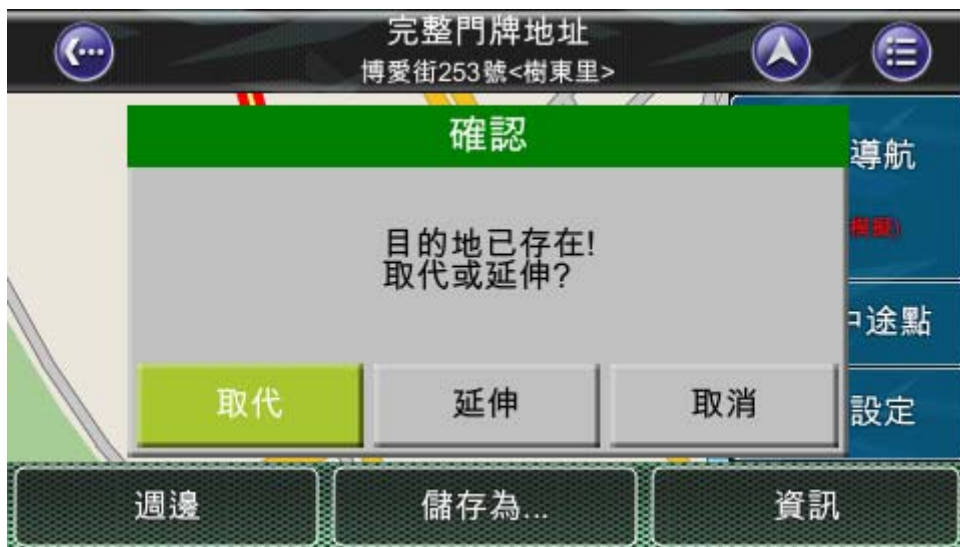 完整門牌地址
博愛街253號<樹東里>
確認
目的地已存在!
取代或延伸?
取代
延伸
取消
導航
模擬)
途點
設定
週邊
儲存為...
資訊